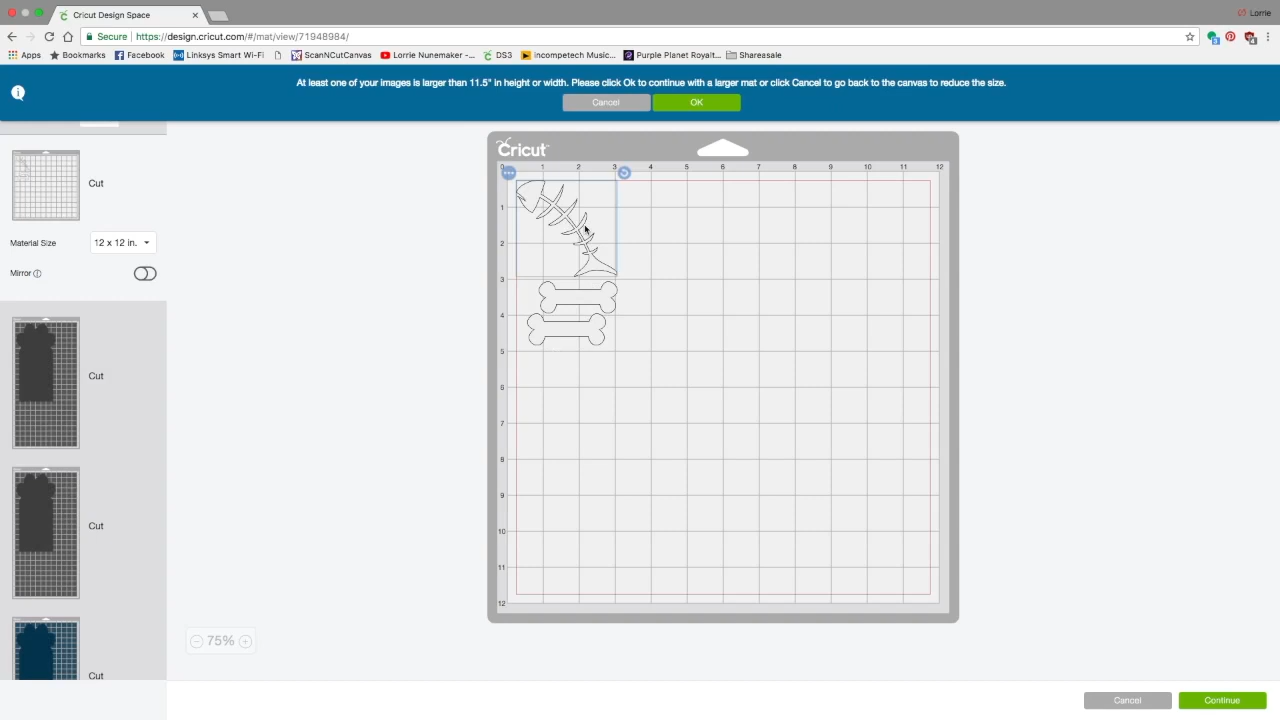 Cricut Design Space
Lorrie
Secure https://design.cricut.com/#/mat/view/71948984/
Apps Bookmarks Facebook Linksys Smart Wi-Fi ScanNCutCanvas Lorrie Nunemaker -... DS3 incompetech Music... Purple Planet Royalt... Shareasale
At least one of your images is larger than 11.5" in height or width. Please click Ok to continue with a larger mat or click Cancel to go back to the canvas to reduce the size.
Cancel OK
Cricut
0 1 2 3 4 5 6 7 8 9 10 11 12
1
2
3
4
5
6
7
8
9
10
11
12
Cut
Material Size 12 x 12 in.
Mirror
Cut
Cut
Cut
75%
Cancel Continue